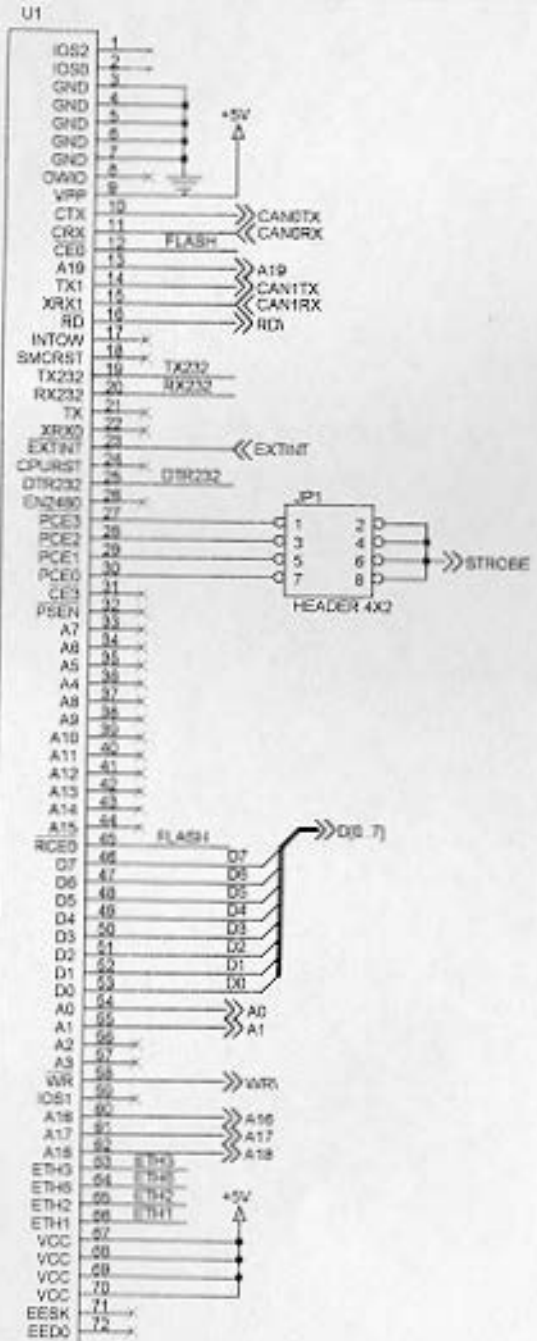 U1
IOS2 1
IOS0 2
GND 3
GND 4
GND 5
GND 6
GND 7
OWIO 8
VPP 9
+5V
CTX 10 CAN0TX
CRX 11 CAN0RX
CE0 12 FLASH
A19 13 A19
TX1 14 CAN1TX
XRX1 15 CAN1RX
RD 16 RD\
INTOW 17
SMCRST 18
TX232 19 TX232
RX232 20 RX232
TX 21
XRX0 22
EXTINT 23 EXTINT
CPURST 24
DTR232 25 DTR232
EN2480 26
JP1
PCE3 27 1 2
PCE2 28 3 4
PCE1 29 5 6 STROBE
PCE0 30 7 8
HEADER 4X2
CE3 31
PSEN 32
A7 33
A6 34
A5 35
A4 36
A8 37
A9 38
A10 39
A11 40
A12 41
A13 42
A14 43
A15 44
RCE0 45 FLASH
D7 46 D7
D6 47 D6
D5 48 D5
D4 49 D4
D3 50 D3
D2 51 D2
D1 52 D1
D0 53 D0
D[0..7]
A0 54 A0
A1 55 A1
A2 56
A3 57
WR 58 WR\
IOS1 59
A16 60 A16
A17 61 A17
A18 62 A18
ETH3 63 ETH3
ETH6 64 ETH6
ETH2 65 ETH2
ETH1 66 ETH1
+5V
VCC 67
VCC 68
VCC 69
VCC 70
EESK 71
EED0 72